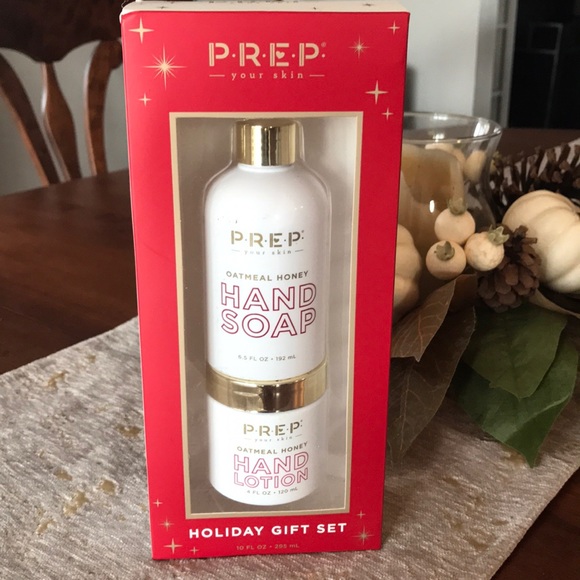 P·R·E·P·®
your skin
P·R·E·P·
your skin
OATMEAL HONEY
HAND
SOAP
6.5 FL OZ • 192 mL
P·R·E·P·
your skin
OATMEAL HONEY
HAND
LOTION
4 FL OZ • 120 mL
HOLIDAY GIFT SET
10 FL OZ • 295 mL